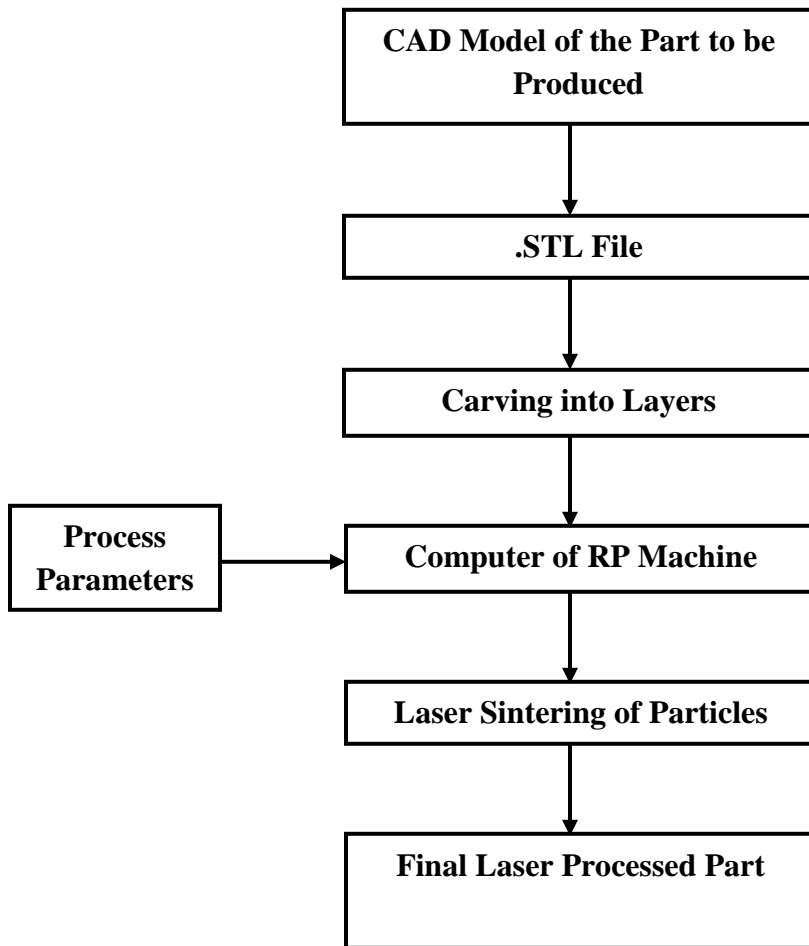 CAD Model of the Part to be
Produced
.STL File
Carving into Layers
Process
Parameters
Computer of RP Machine
Laser Sintering of Particles
Final Laser Processed Part